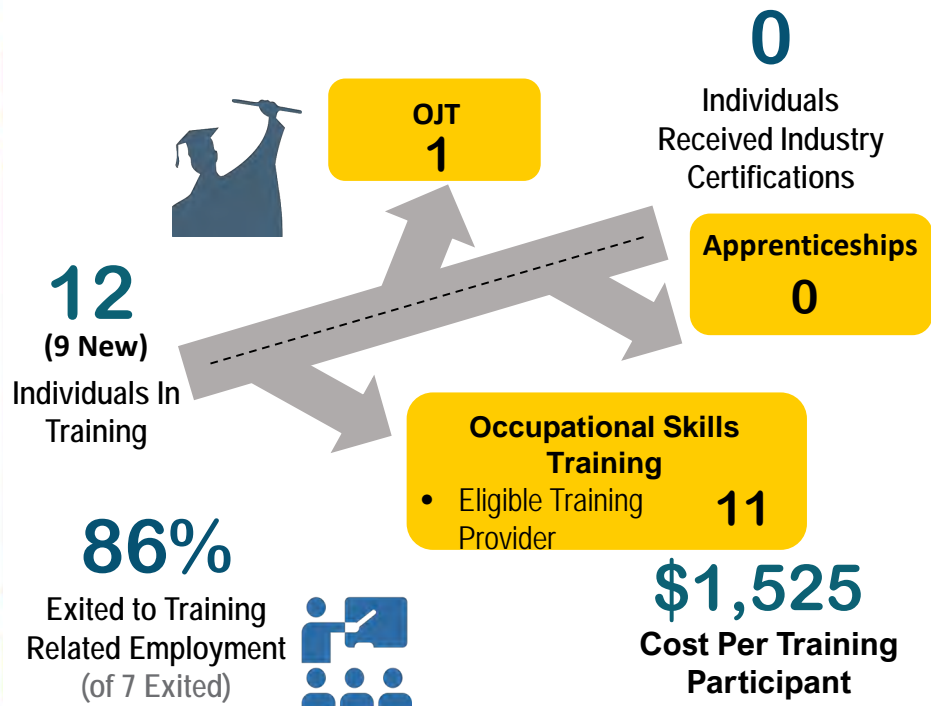 0
Individuals
Received Industry
Certifications
OJT
1
Apprenticeships
0
12
(9 New)
Individuals In
Training
Occupational Skills
Training
• Eligible Training
Provider
11
86%
Exited to Training
Related Employment
(of 7 Exited)
$1,525
Cost Per Training
Participant